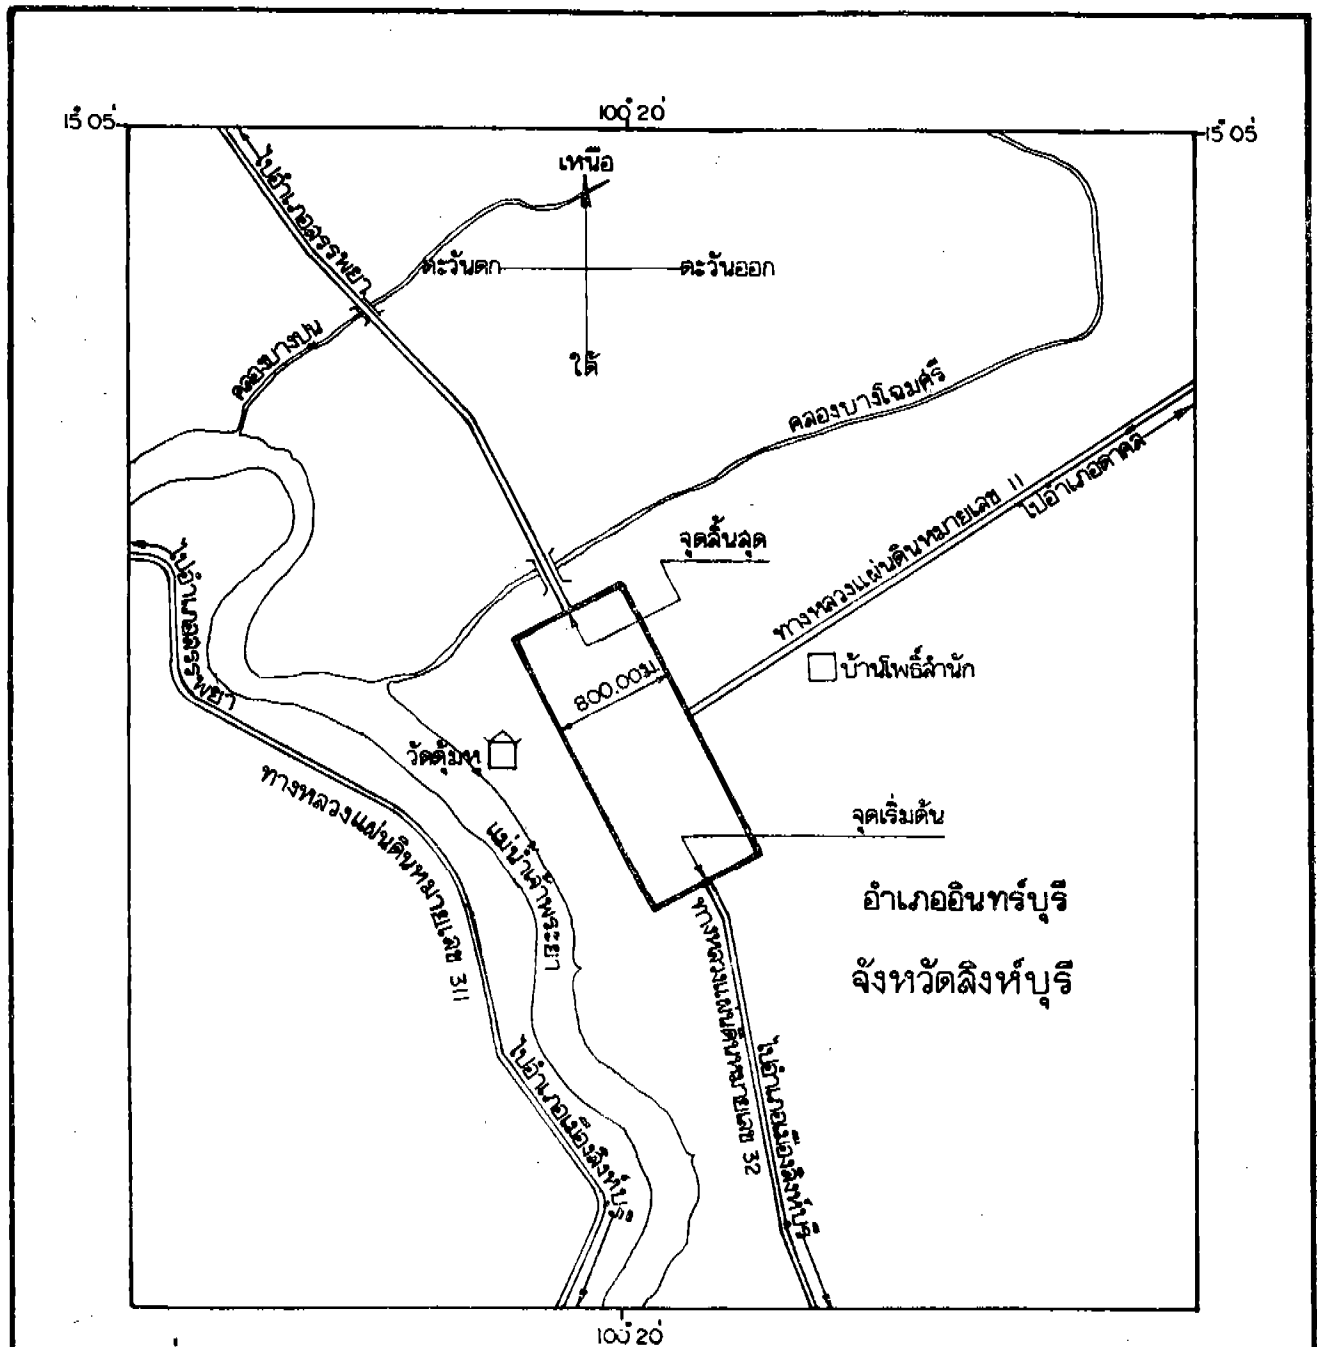 100° 20'
15° 05'
15° 05'
เหนือ
ไปอำเภอสรรพยา
ตะวันตก
ตะวันออก
ใต้
คลองบางปูน
คลองบางโฉมศรี
ทางหลวงแผ่นดินหมายเลข 11
ไปอำเภอตาคลี
จุดสิ้นสุด
ไปอำเภอสรรพยา
800.00ม.
บ้านโพธิ์สำนัก
วัดตุ้มหู
ทางหลวงแผ่นดินหมายเลข 311
แม่น้ำเจ้าพระยา
จุดเริ่มต้น
อำเภออินทร์บุรี
จังหวัดสิงห์บุรี
ทางหลวงแผ่นดินหมายเลข 32
ไปอำเภอเมืองสิงห์บุรี
ไปอำเภอเมืองสิงห์บุรี
100° 20'